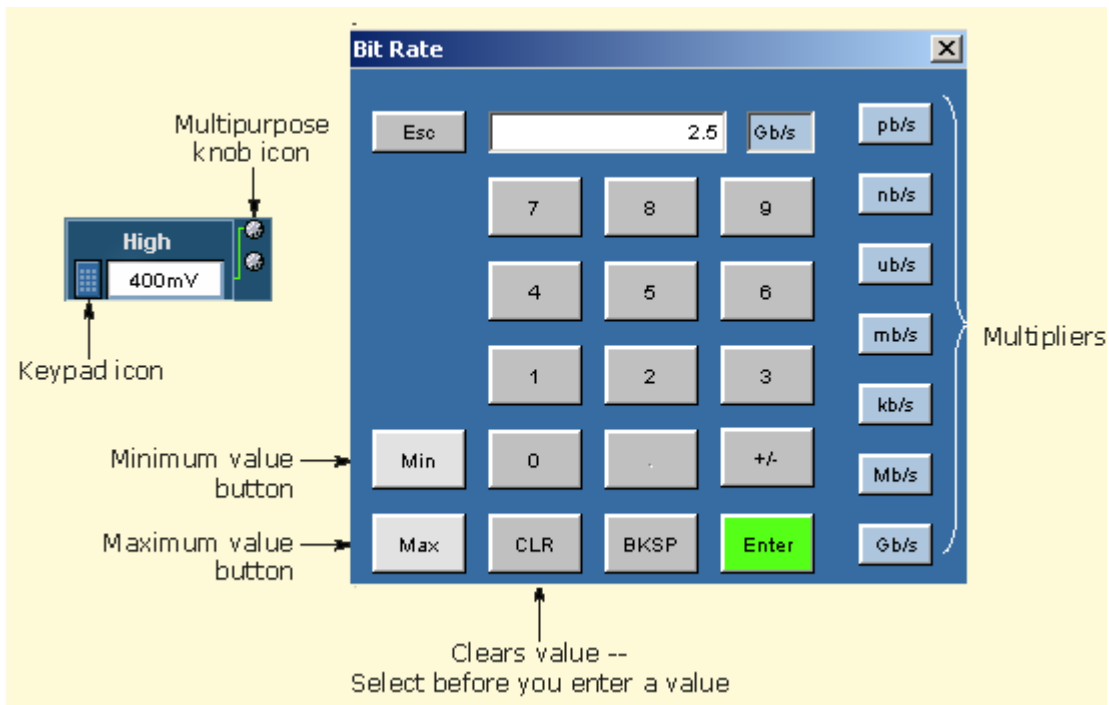 Bit Rate
Multipurpose
knob icon
High
400mV
Keypad icon
Esc
2.5
Gb/s
7
8
9
4
5
6
1
2
3
Minimum value
button
Min
0
.
+/-
Maximum value
button
Max
CLR
BKSP
Enter
pb/s
nb/s
ub/s
mb/s
kb/s
Mb/s
Gb/s
Multipliers
Clears value --
Select before you enter a value